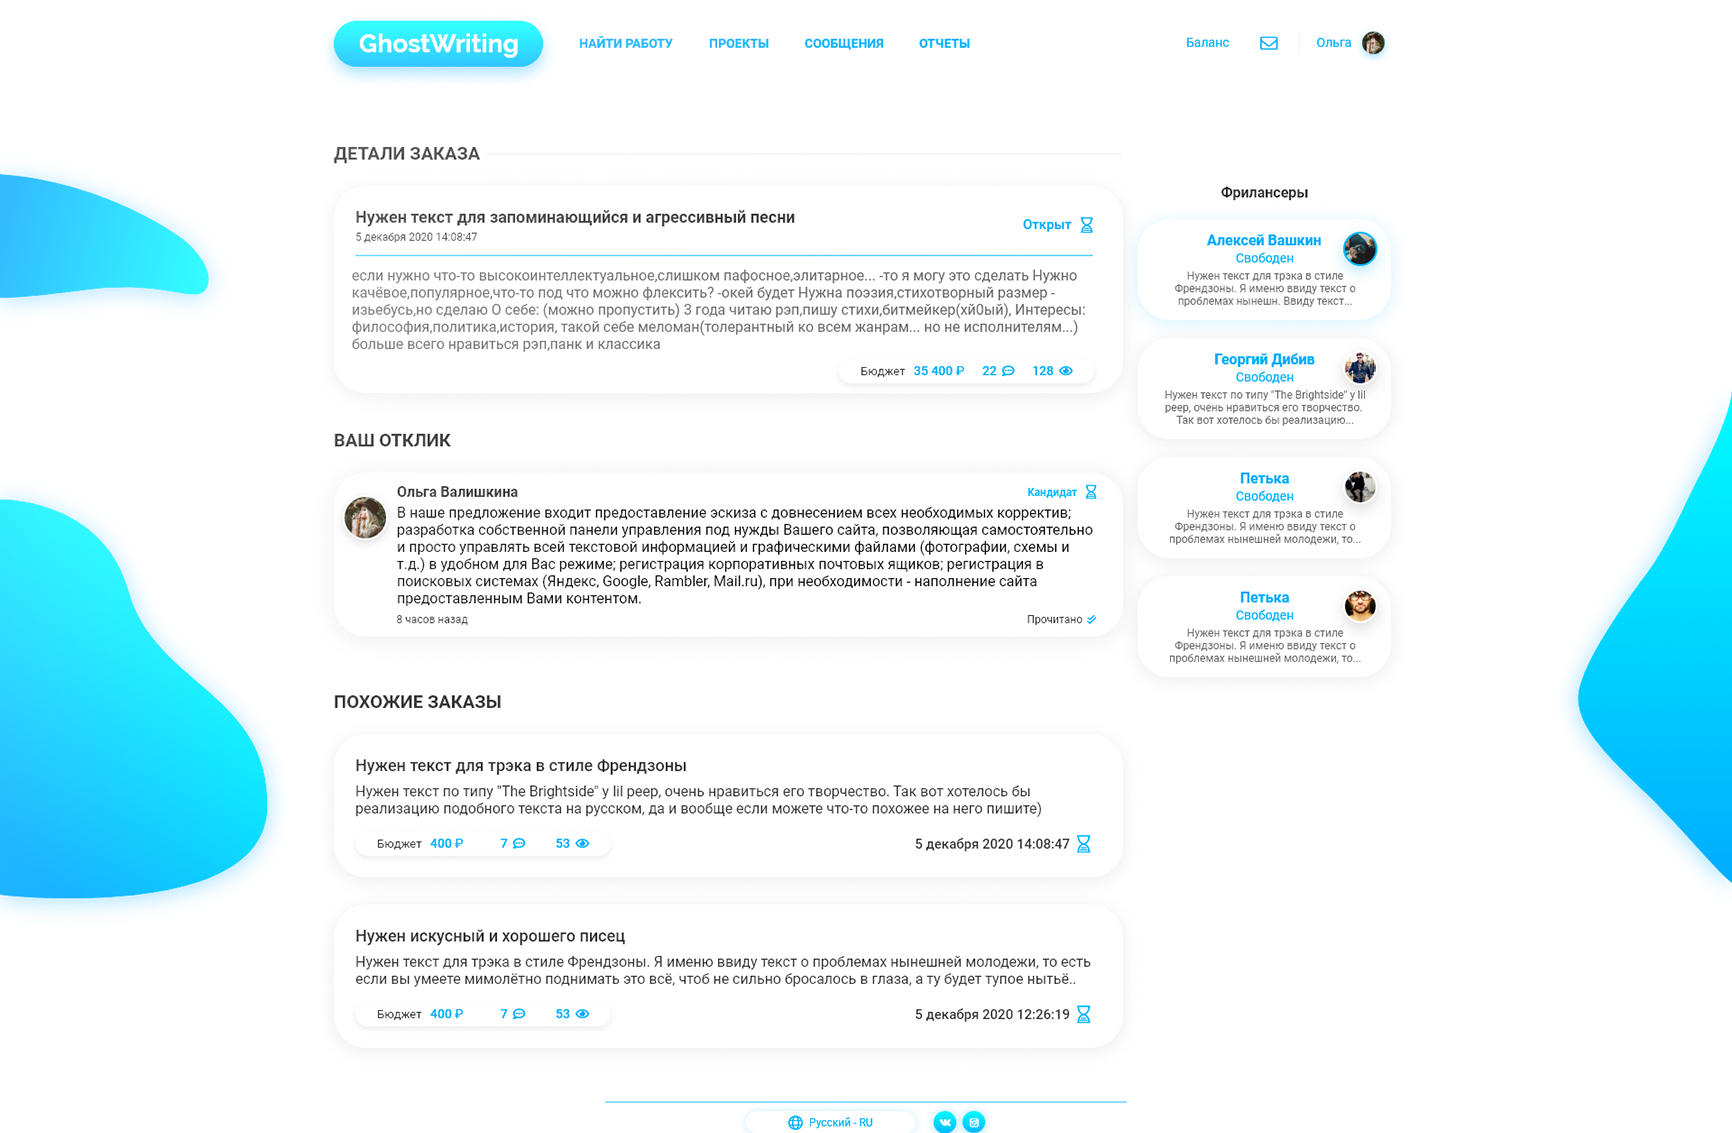 GhostWriting
НАЙТИ РАБОТУ
ПРОЕКТЫ
СООБЩЕНИЯ
ОТЧЕТЫ
Баланс
Ольга
ДЕТАЛИ ЗАКАЗА
Нужен текст для запоминающийся и агрессивный песни
5 декабря 2020 14:08:47
Открыт
если нужно что-то высокоинтеллектуальное,слишком пафосное,элитарное... -то я могу это сделать Нужно
качёвое,популярное,что-то под что можно флексить? -окей будет Нужна поэзия,стихотворный размер -
изьебусь,но сделаю О себе: (можно пропустить) 3 года читаю рэп,пишу стихи,битмейкер(хй0ый), Интересы:
философия,политика,история, такой себе меломан(толерантный ко всем жанрам... но не исполнителям...)
больше всего нравиться рэп,панк и классика
Бюджет 35 400 ₽ 22 128
ВАШ ОТКЛИК
Ольга Валишкина
Кандидат
В наше предложение входит предоставление эскиза с довнесением всех необходимых корректив;
разработка собственной панели управления под нужды Вашего сайта, позволяющая самостоятельно
и просто управлять всей текстовой информацией и графическими файлами (фотографии, схемы и
т.д.) в удобном для Вас режиме; регистрация корпоративных почтовых ящиков; регистрация в
поисковых системах (Яндекс, Google, Rambler, Mail.ru), при необходимости - наполнение сайта
предоставленным Вами контентом.
8 часов назад
Прочитано
ПОХОЖИЕ ЗАКАЗЫ
Нужен текст для трэка в стиле Френдзоны
Нужен текст по типу "The Brightside" у lil peep, очень нравиться его творчество. Так вот хотелось бы
реализацию подобного текста на русском, да и вообще если можете что-то похожее на него пишите)
Бюджет 400 ₽ 7 53
5 декабря 2020 14:08:47
Нужен искусный и хорошего писец
Нужен текст для трэка в стиле Френдзоны. Я имею ввиду текст о проблемах нынешней молодежи, то есть
если вы умеете мимолётно поднимать это всё, чтоб не сильно бросалось в глаза, а ту будет тупое нытьё..
Бюджет 400 ₽ 7 53
5 декабря 2020 12:26:19
Фрилансеры
Алексей Вашкин
Свободен
Нужен текст для трэка в стиле
Френдзоны. Я именю ввиду текст о
проблемах нынешн. Ввиду текст...
Георгий Дибив
Свободен
Нужен текст по типу "The Brightside" у lil
peep, очень нравиться его творчество.
Так вот хотелось бы реализацию...
Петька
Свободен
Нужен текст для трэка в стиле
Френдзоны. Я именю ввиду текст о
проблемах нынешней молодежи, то...
Петька
Свободен
Нужен текст для трэка в стиле
Френдзоны. Я именю ввиду текст о
проблемах нынешней молодежи, то...
Русский - RU